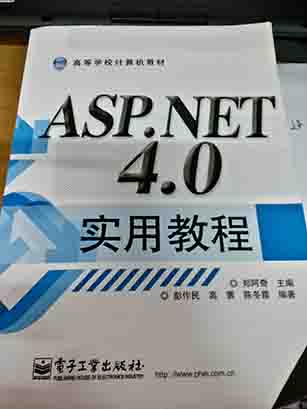 高等学校计算机教材
ASP.NET
4.0
实用教程
郑阿奇 主编
彭作民 高茜 陈冬霞 编著
电子工业出版社
PUBLISHING HOUSE OF ELECTRONICS INDUSTRY
http://www.phei.com.cn